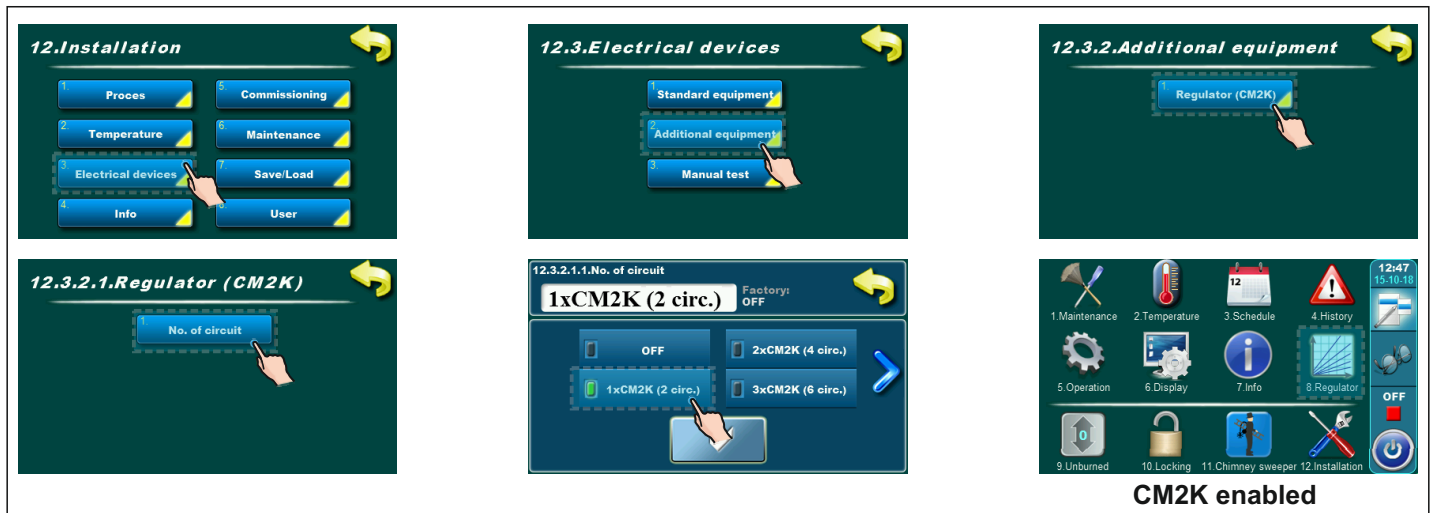 12.Installation
1. Proces
5. Commissioning
2. Temperature
6. Maintenance
3. Electrical devices
7. Save/Load
4. Info
User
12.3.Electrical devices
1 Standard equipment
2 Additional equipment
3. Manual test
12.3.2.Additional equipment
1. Regulator (CM2K)
12.3.2.1.Regulator (CM2K)
1. No. of circuit
12.3.2.1.1.No. of circuit
1xCM2K (2 circ.)
Factory:
OFF
OFF
2xCM2K (4 circ.)
1xCM2K (2 circ.)
3xCM2K (6 circ.)
12:47
15-10-18
12
1.Maintenance
2.Temperature
3.Schedule
4.History
5.Operation
6.Display
7.Info
8.Regulator
OFF
0
9.Unburned
10.Locking
11.Chimney sweeper
12.Installation
CM2K enabled